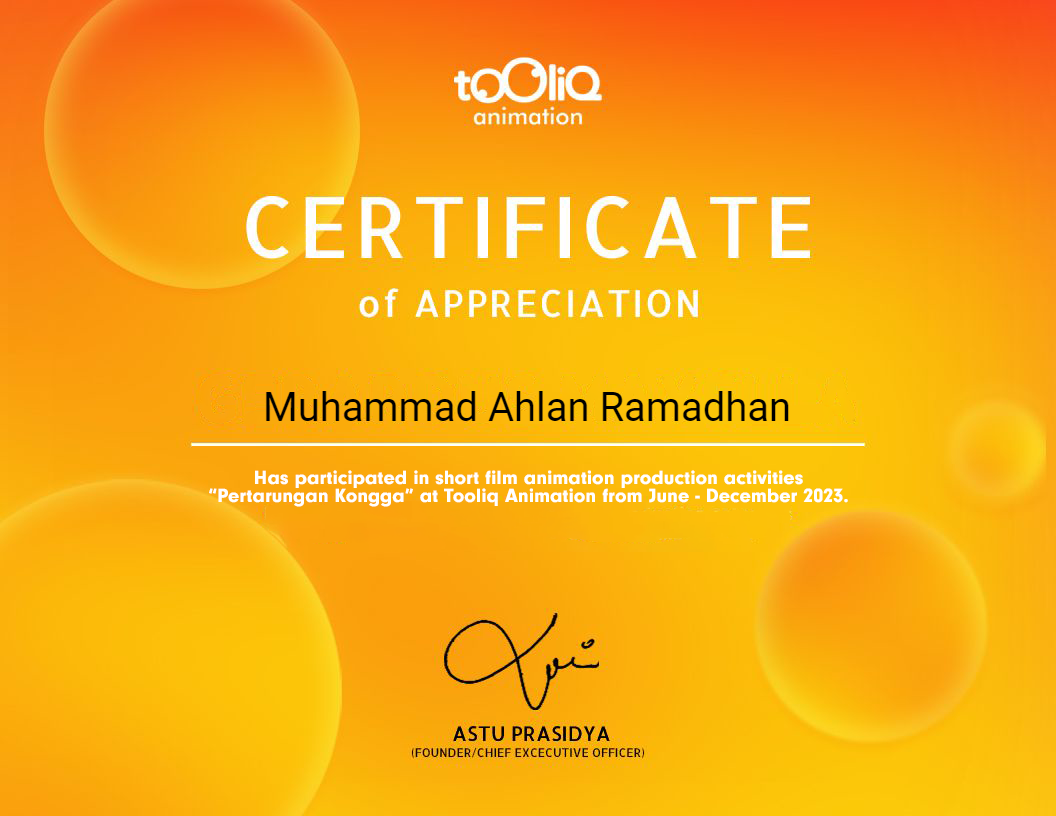 toOliQ
animation
CERTIFICATE
of APPRECIATION
Muhammad Ahlan Ramadhan
Has participated in short film animation production activities
"Pertarungan Kongga" at Tooliq Animation from June - December 2023.
ASTU PRASIDYA
(FOUNDER/CHIEF EXCECUTIVE OFFICER)